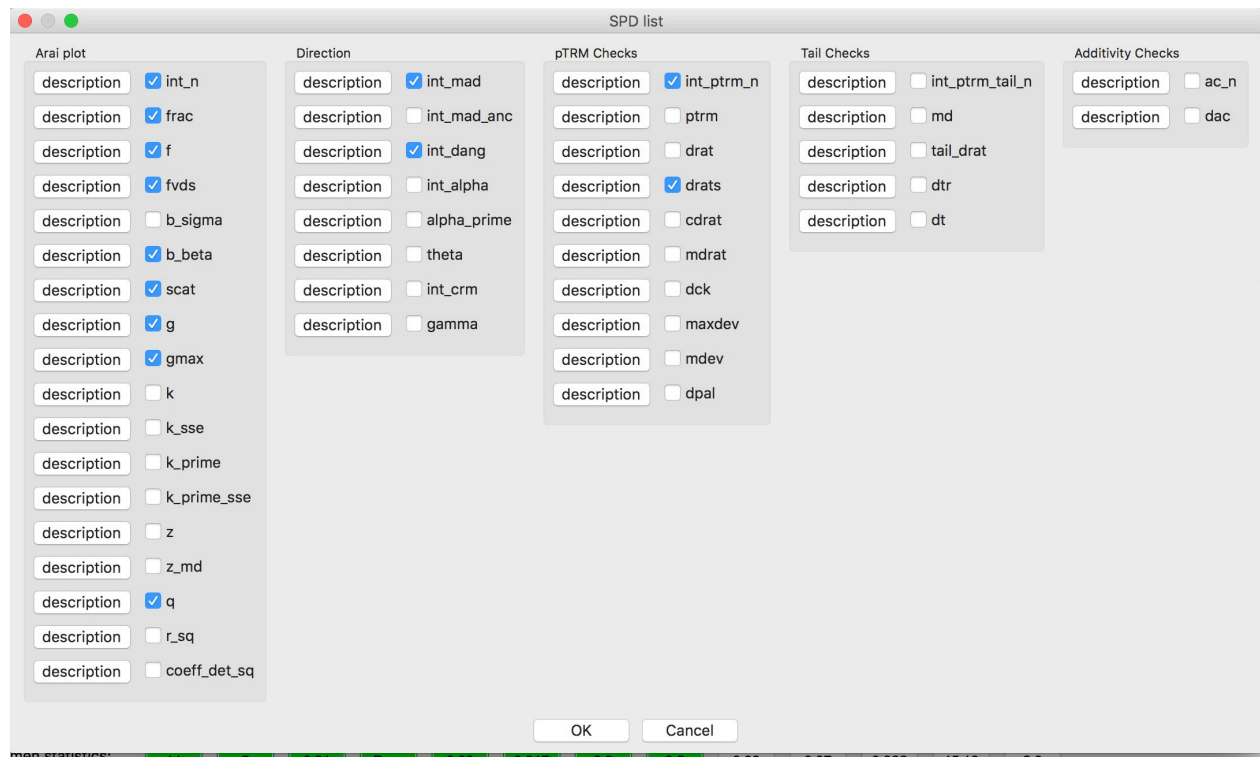 SPD list
Arai plot
description int_n
description frac
description f
description fvds
description b_sigma
description b_beta
description scat
description g
description gmax
description k
description k_sse
description k_prime
description k_prime_sse
description z
description z_md
description q
description r_sq
description coeff_det_sq
Direction
description int_mad
description int_mad_anc
description int_dang
description int_alpha
description alpha_prime
description theta
description int_crm
description gamma
pTRM Checks
description int_ptrm_n
description ptrm
description drat
description drats
description cdrat
description mdrat
description dck
description maxdev
description mdev
description dpal
Tail Checks
description int_ptrm_tail_n
description md
description tail_drat
description dtr
description dt
Additivity Checks
description ac_n
description dac
OK Cancel